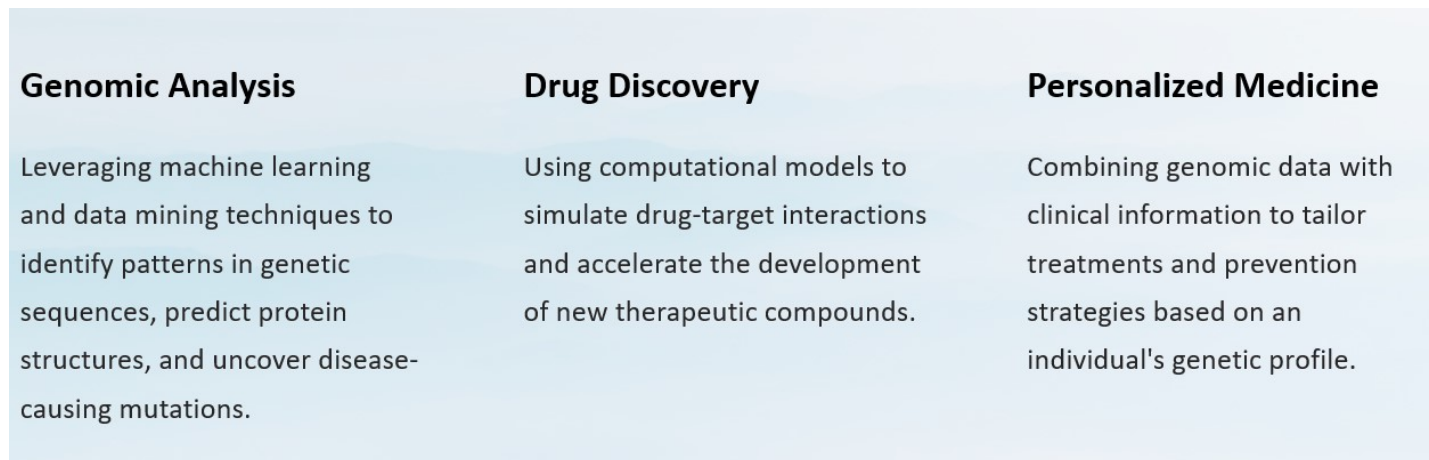 Genomic Analysis
Leveraging machine learning
and data mining techniques to
identify patterns in genetic
sequences, predict protein
structures, and uncover disease-
causing mutations.
Drug Discovery
Using computational models to
simulate drug-target interactions
and accelerate the development
of new therapeutic compounds.
Personalized Medicine
Combining genomic data with
clinical information to tailor
treatments and prevention
strategies based on an
individual's genetic profile.